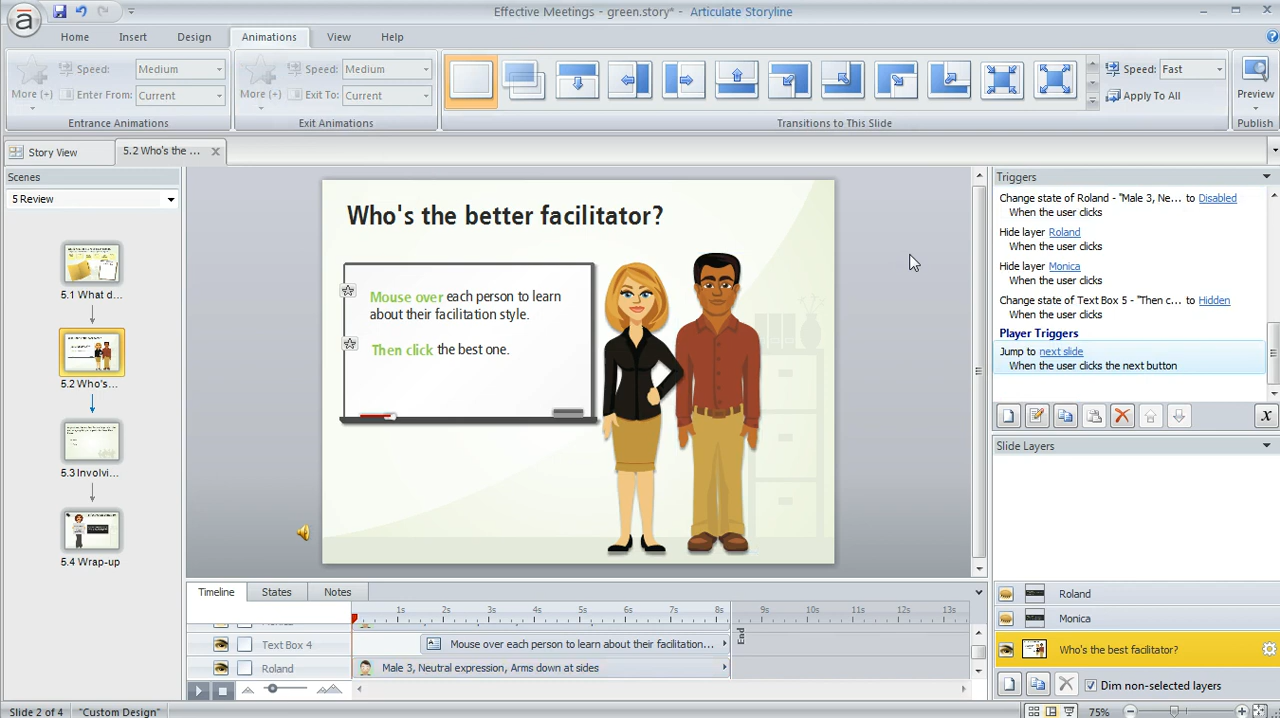 Effective Meetings - green.story* - Articulate Storyline
Home Insert Design Animations View Help
Speed: Medium
More (+) Enter From: Current
Entrance Animations
Speed: Medium
More (+) Exit To: Current
Exit Animations
Transitions to This Slide
Speed: Fast
Apply To All
Preview
Publish
Story View
5.2 Who's the ...
Scenes
5 Review
5.1 What d...
5.2 Who's...
5.3 Involvi...
5.4 Wrap-up
Who's the better facilitator?
Mouse over each person to learn
about their facilitation style.
Then click the best one.
Triggers
Change state of Roland - "Male 3, Ne... to Disabled
When the user clicks
Hide layer Roland
When the user clicks
Hide layer Monica
When the user clicks
Change state of Text Box 5 - "Then c... to Hidden
When the user clicks
Player Triggers
Jump to next slide
When the user clicks the next button
x
Slide Layers
Roland
Monica
Who's the best facilitator?
Dim non-selected layers
Timeline States Notes
1s 2s 3s 4s 5s 6s 7s 8s 9s 10s 11s 12s 13s
End
Text Box 4 Mouse over each person to learn about their facilitation...
Roland Male 3, Neutral expression, Arms down at sides
Slide 2 of 4 "Custom Design" 75%